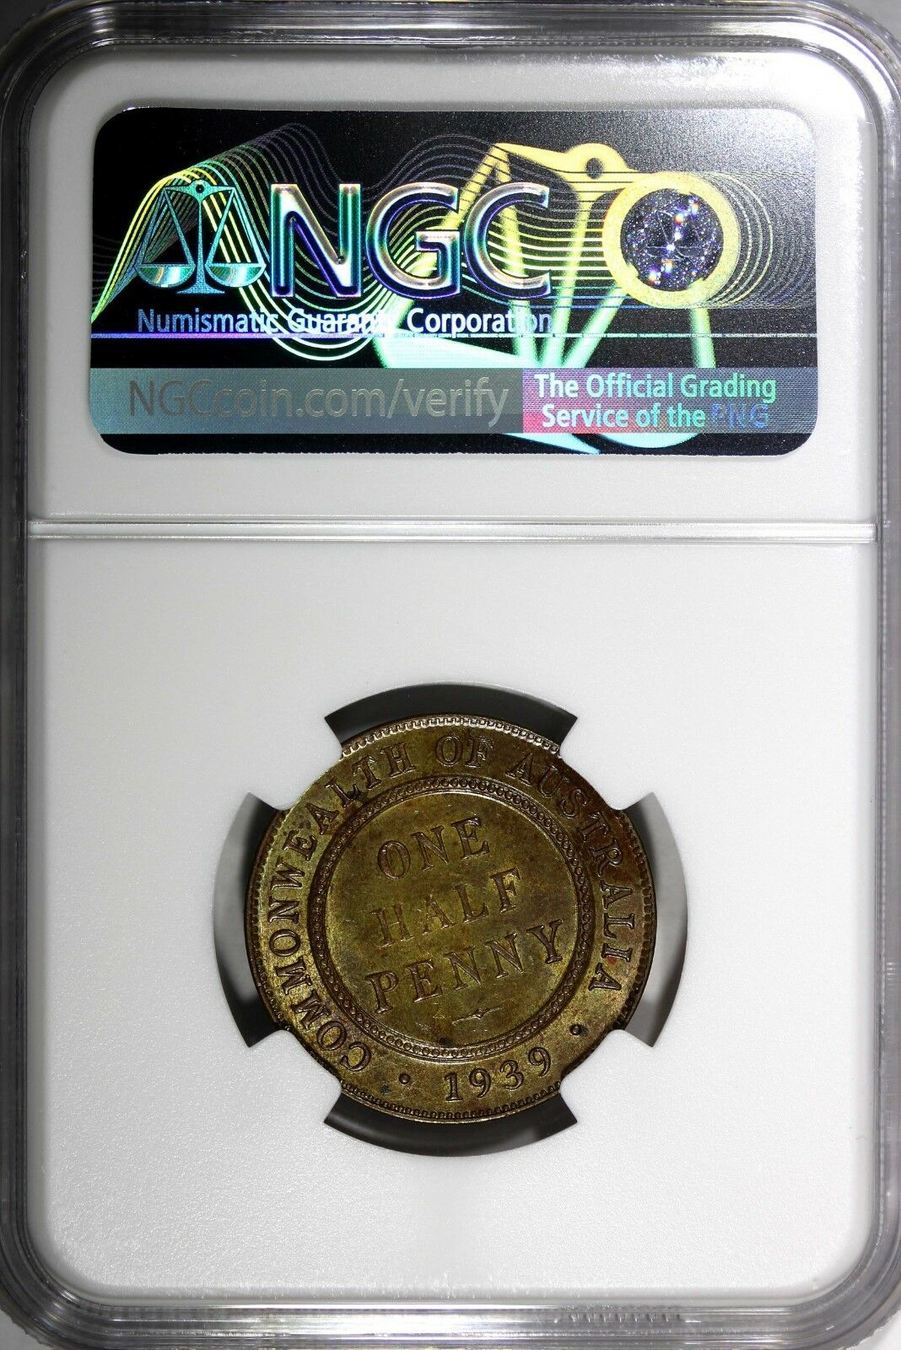 NGC
Numismatic Guaranty Corporation
NGCcoin.com/verify
The Official Grading
Service of the PNG
COMMONWEALTH OF AUSTRALIA
ONE
HALF
PENNY
1939